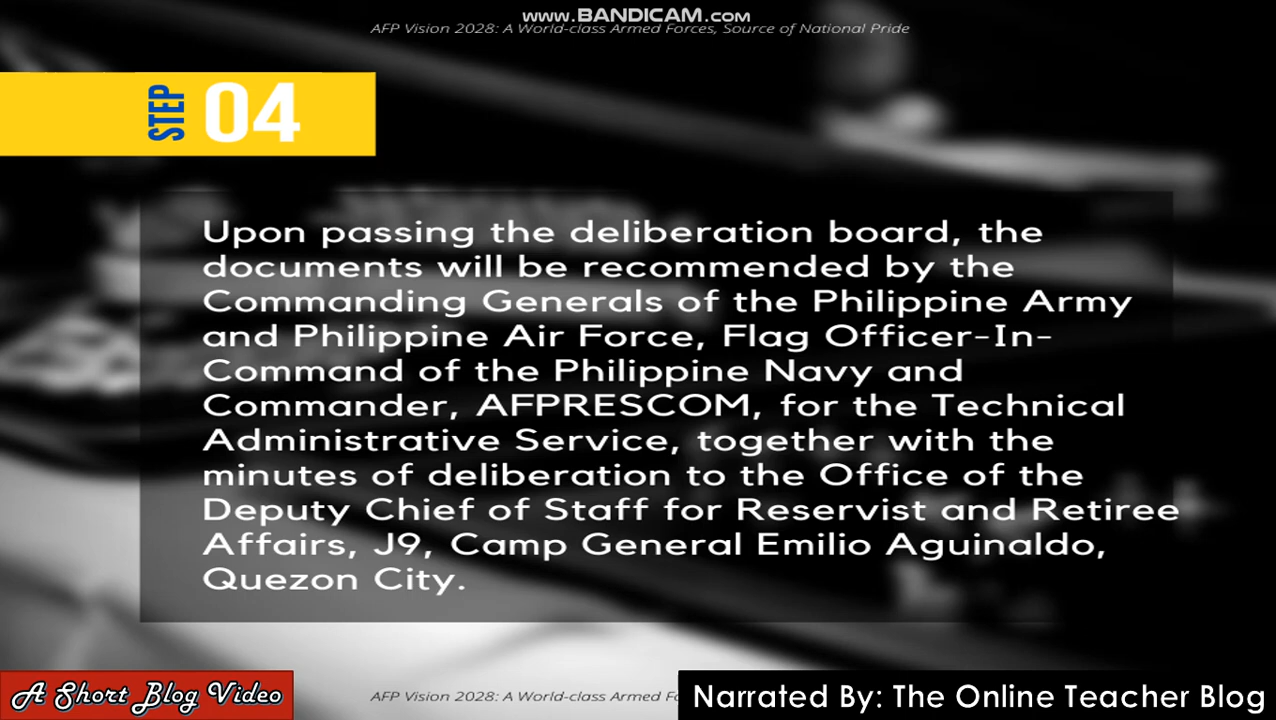 www.BANDICAM.com
AFP Vision 2028: A World-class Armed Forces, Source of National Pride
STEP 04
Upon passing the deliberation board, the
documents will be recommended by the
Commanding Generals of the Philippine Army
and Philippine Air Force, Flag Officer-In-
Command of the Philippine Navy and
Commander, AFPRESCOM, for the Technical
Administrative Service, together with the
minutes of deliberation to the Office of the
Deputy Chief of Staff for Reservist and Retiree
Affairs, J9, Camp General Emilio Aguinaldo,
Quezon City.
A Short Blog Video
AFP Vision 2028: A World-class Armed
Narrated By: The Online Teacher Blog